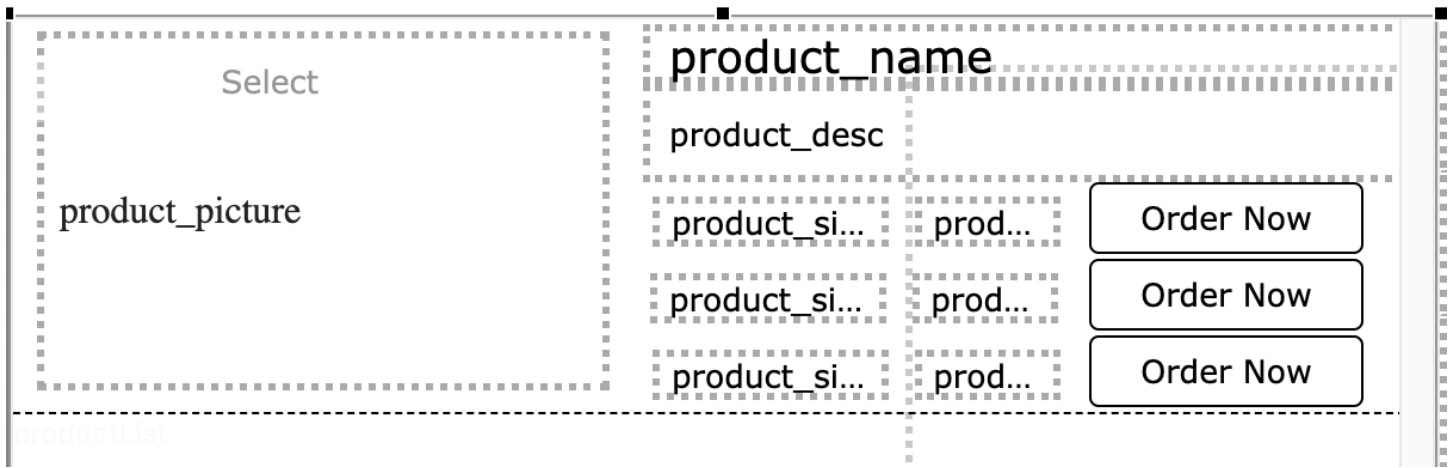 product_name
Select
product_desc
product_picture
product_si... prod... Order Now
product_si... prod... Order Now
product_si... prod... Order Now
productList